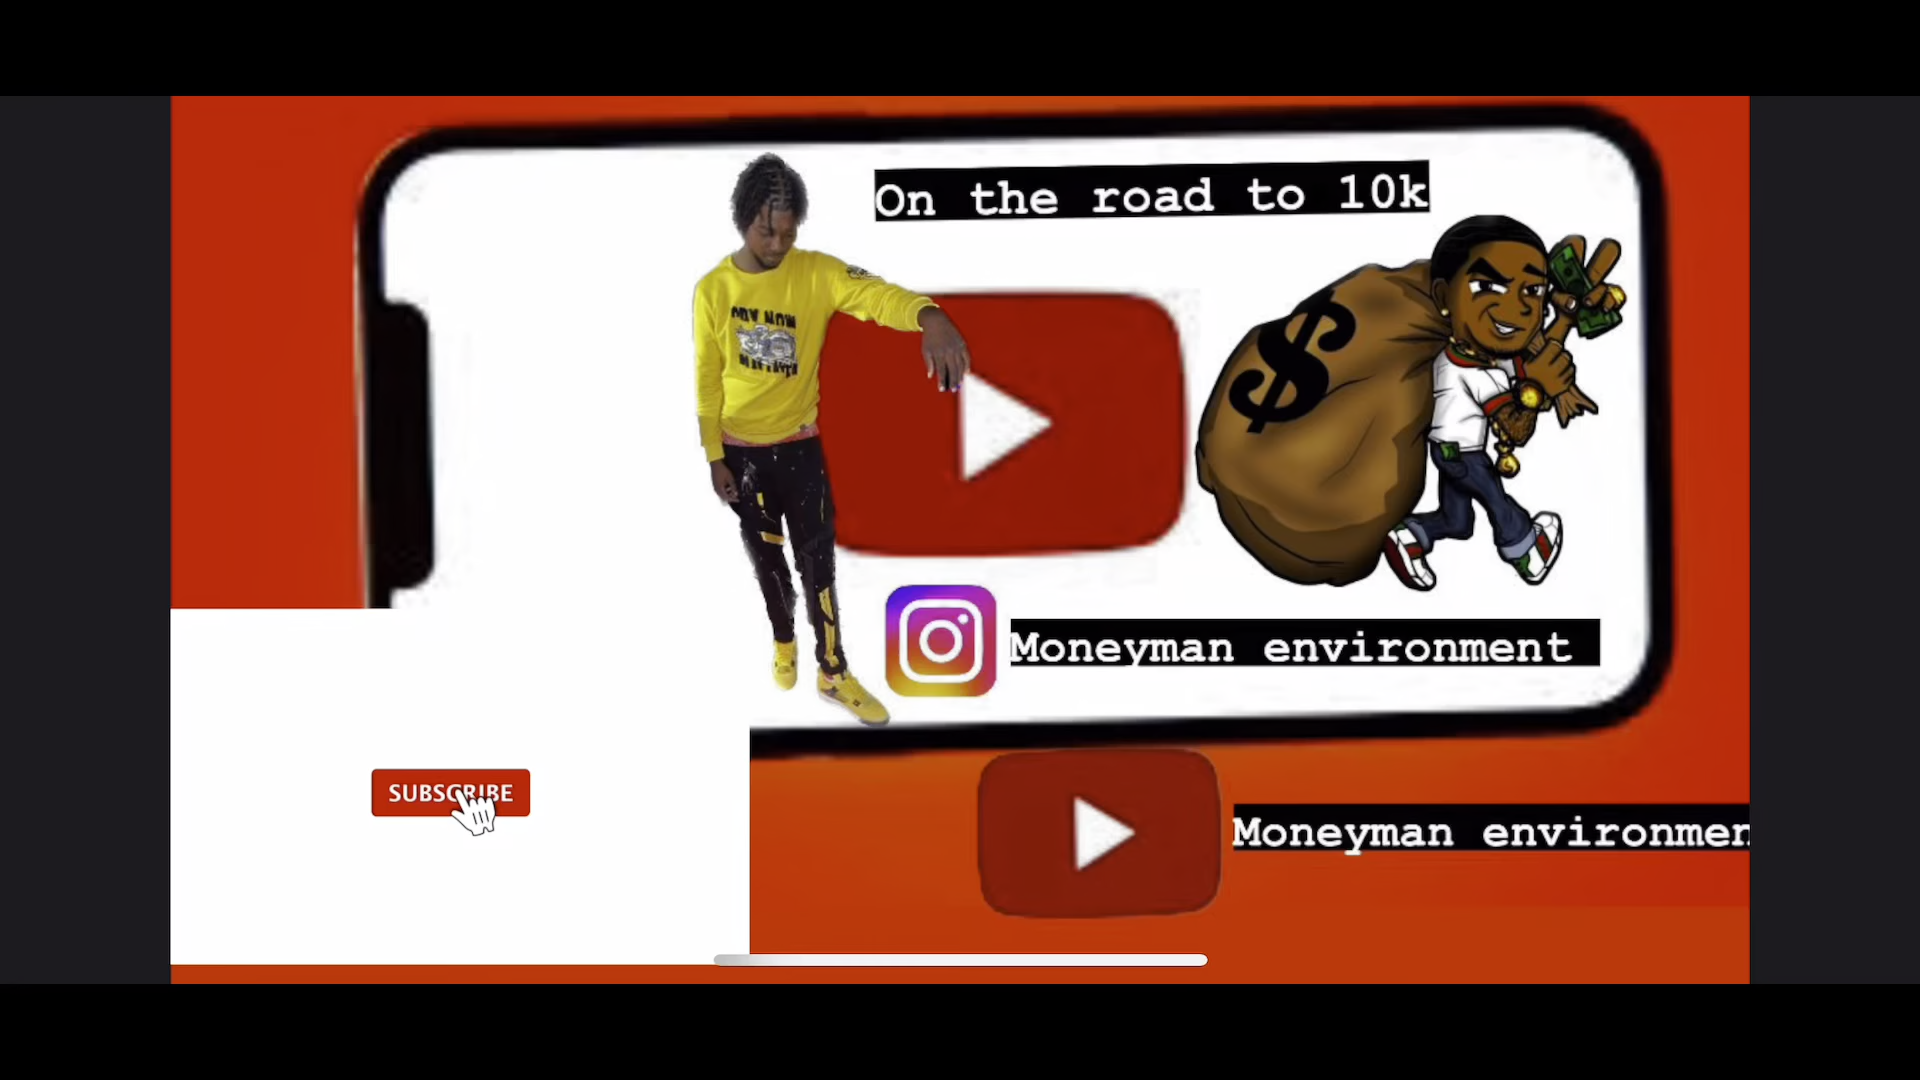 On the road to 10k
$
Moneyman environment
SUBSCRIBE
Moneyman environmen